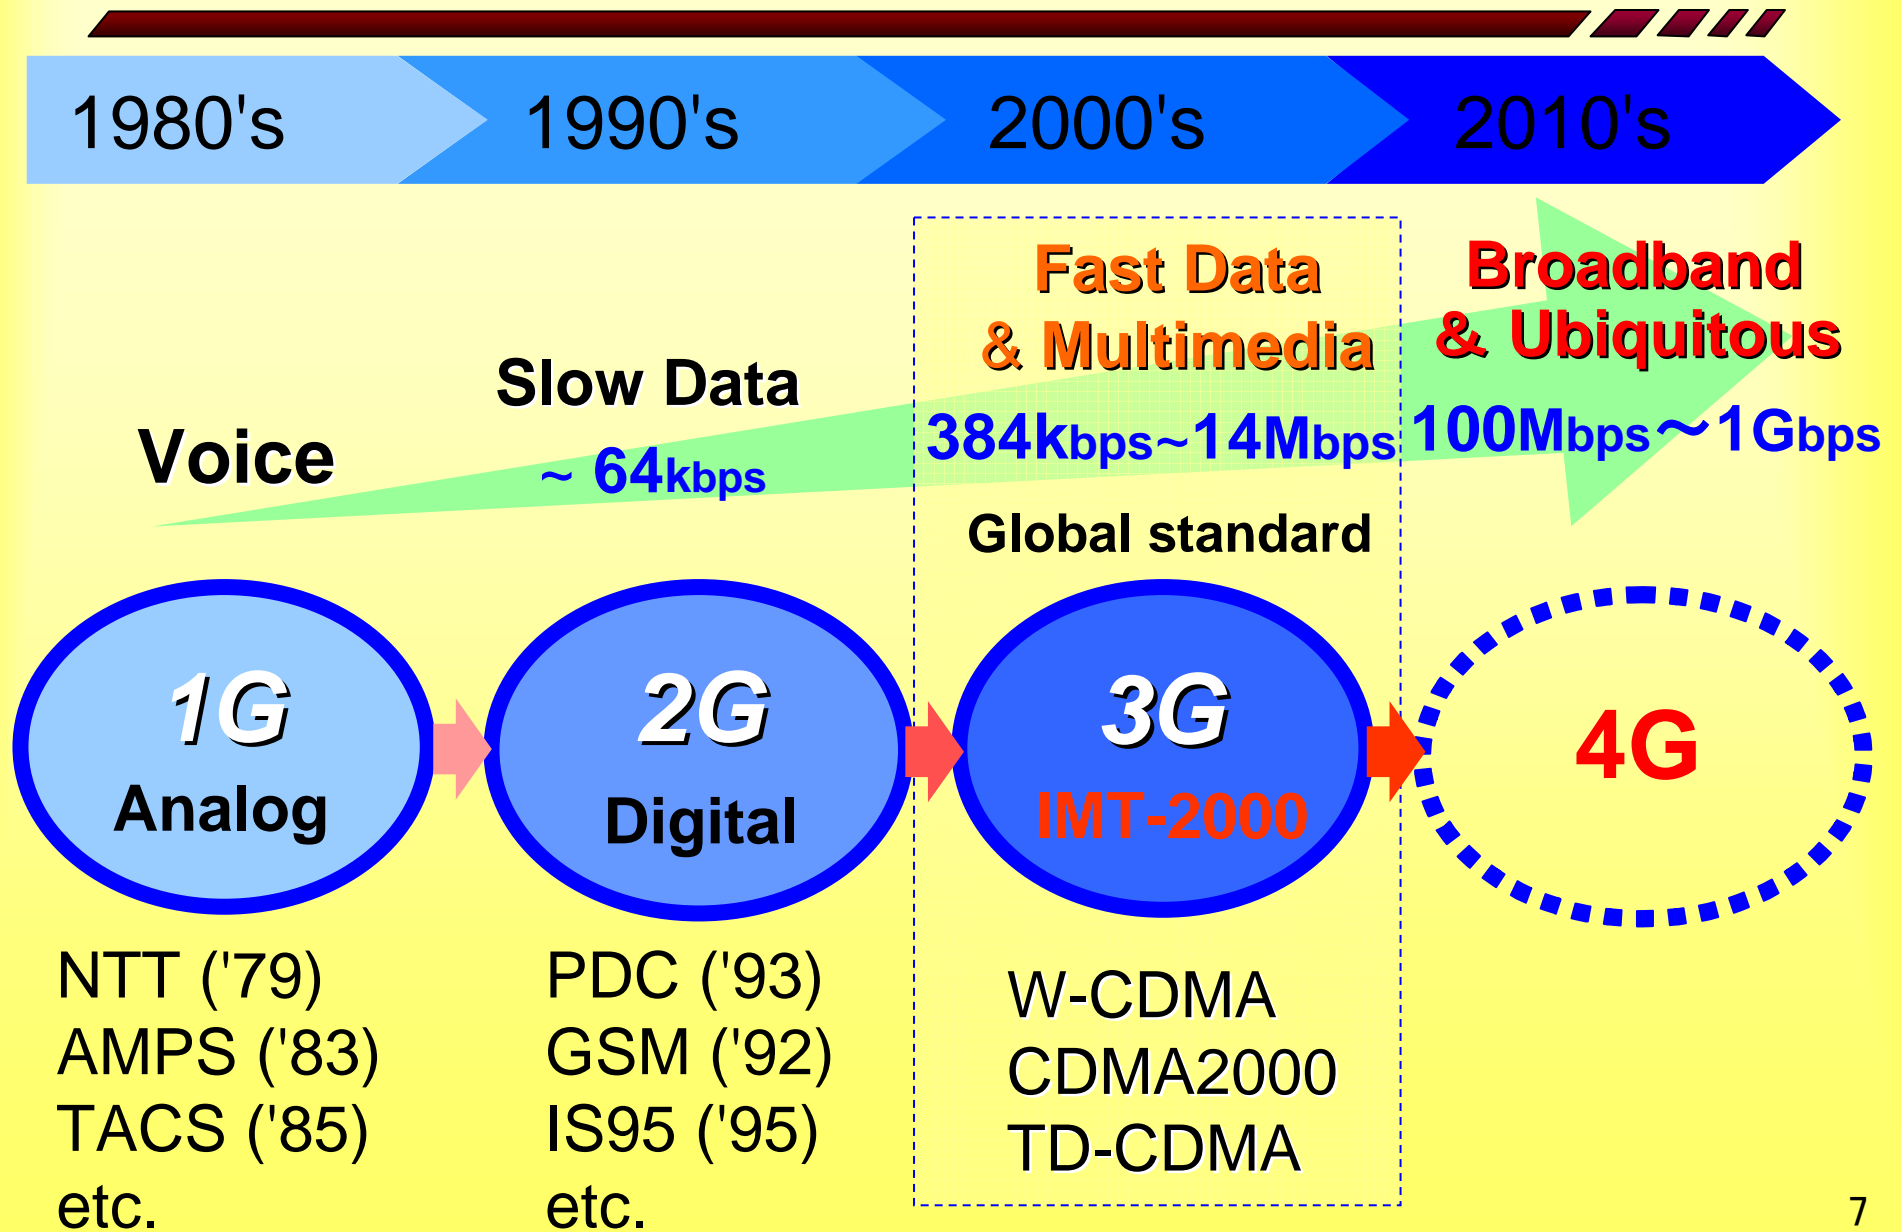 1980's
1990's
2000's
2010's
Voice
Slow Data
~ 64kbps
Fast Data
& Multimedia
384kbps~14Mbps
Global standard
Broadband
& Ubiquitous
100Mbps～1Gbps
1G
Analog
2G
Digital
3G
IMT-2000
4G
NTT ('79)
AMPS ('83)
TACS ('85)
etc.
PDC ('93)
GSM ('92)
IS95 ('95)
etc.
W-CDMA
CDMA2000
TD-CDMA
7